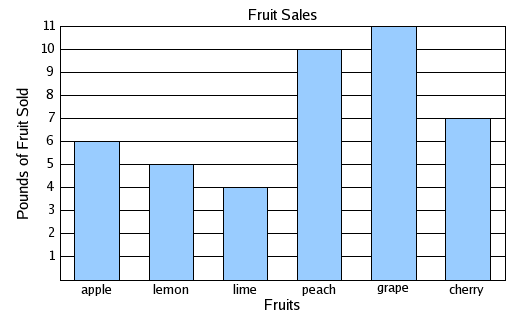 Fruit Sales
Pounds of Fruit Sold
11
10
9
8
7
6
5
4
3
2
1
apple lemon lime peach grape cherry
Fruits